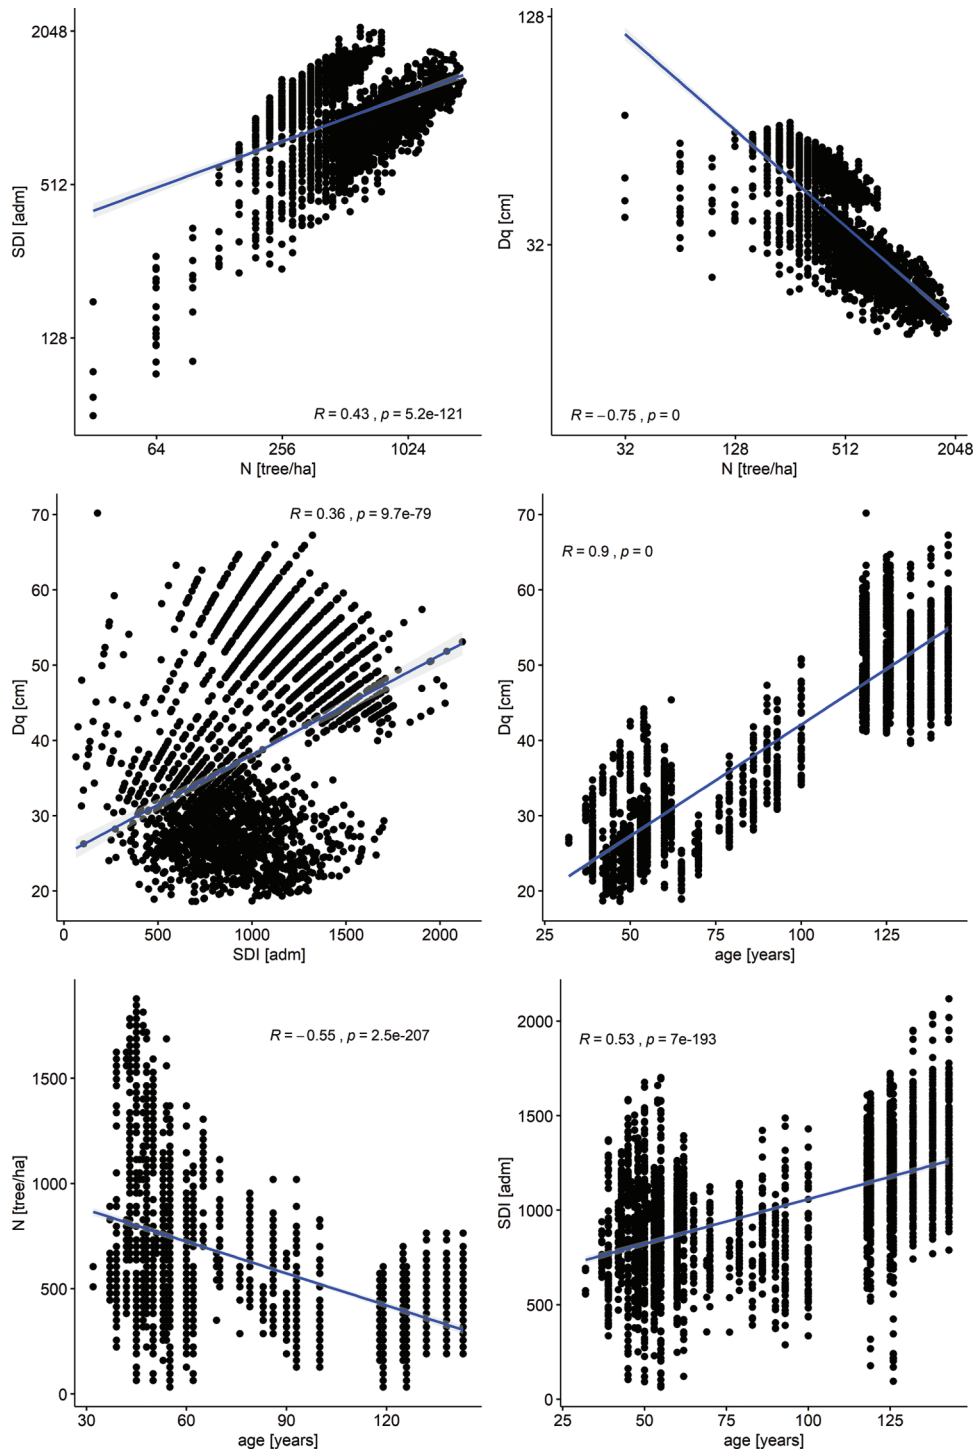 2048
512
128
SDI [adm]
R = 0.43 , p = 5.2e-121
64 256 1024
N [tree/ha]
128
32
Dq [cm]
R = −0.75 , p = 0
32 128 512 2048
N [tree/ha]
70
60
50
40
30
20
Dq [cm]
R = 0.36 , p = 9.7e-79
0 500 1000 1500 2000
SDI [adm]
70
60
50
40
30
20
Dq [cm]
R = 0.9 , p = 0
25 50 75 100 125
age [years]
1500
1000
500
0
N [tree/ha]
R = −0.55 , p = 2.5e-207
30 60 90 120
age [years]
2000
1500
1000
500
0
SDI [adm]
R = 0.53 , p = 7e-193
25 50 75 100 125
age [years]